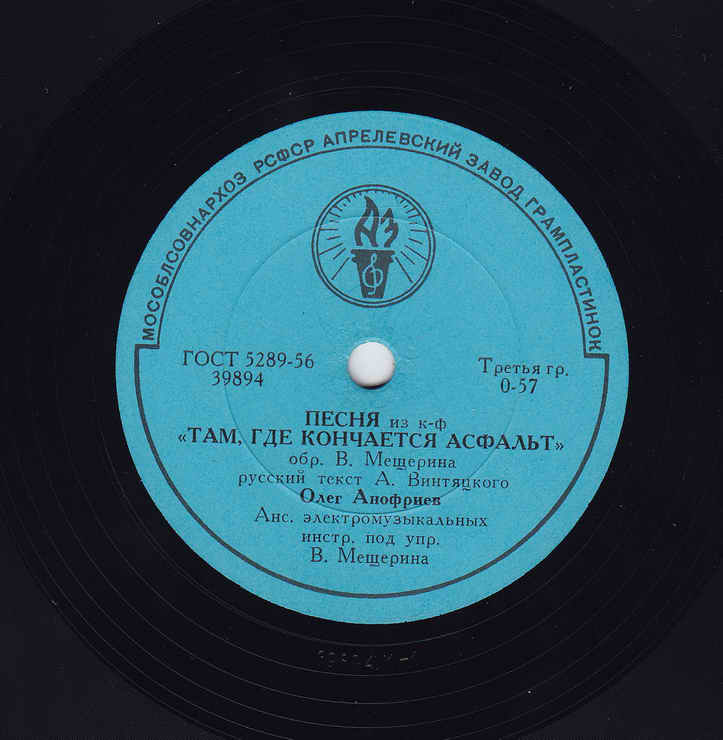 МОСОБЛСОВНАРХОЗ РСФСР АПРЕЛЕВСКИЙ ЗАВОД ГРАМПЛАСТИНОК
АЗ
ГОСТ 5289-56
39894
Третья гр.
0-57
ПЕСНЯ из к-ф
«ТАМ, ГДЕ КОНЧАЕТСЯ АСФАЛЬТ»
обр. В. Мещерина
русский текст А. Винтяцкого
Олег Анофриев
Анс. электромузыкальных
инстр. под упр.
В. Мещерина